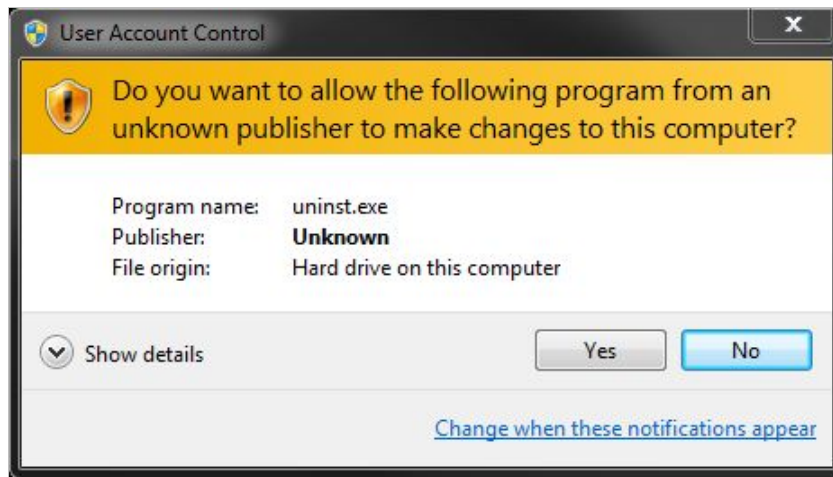 User Account Control
x
Do you want to allow the following program from an
unknown publisher to make changes to this computer?
Program name: uninst.exe
Publisher: Unknown
File origin: Hard drive on this computer
Show details
Yes No
Change when these notifications appear